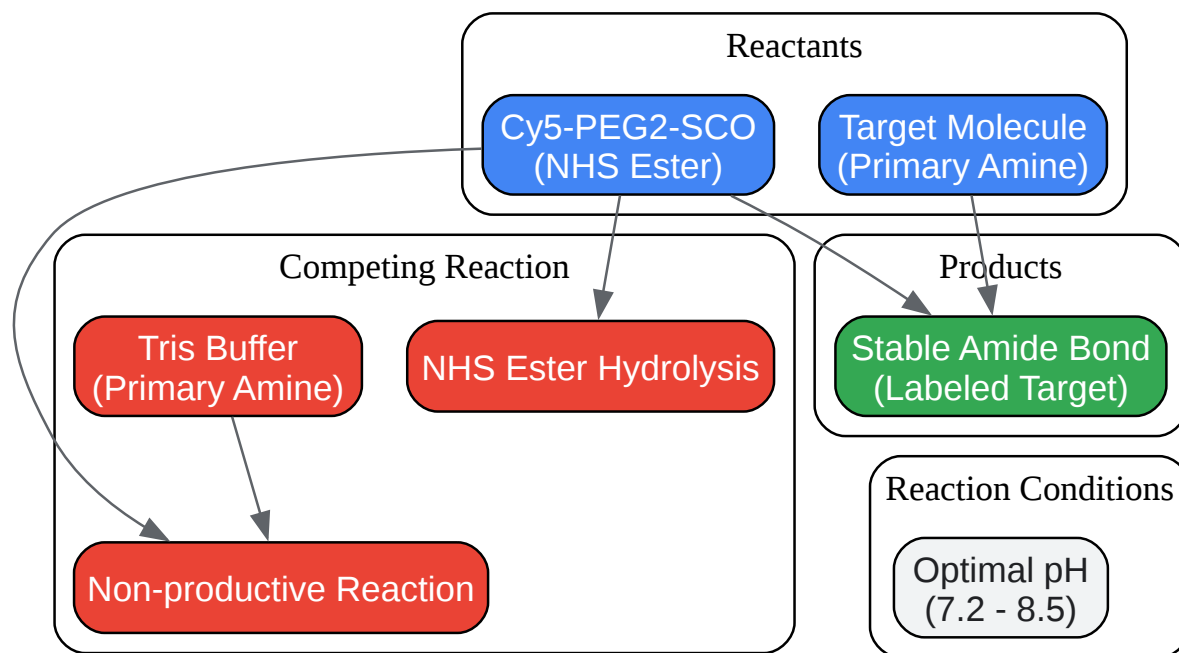 Reactants
Cy5-PEG2-SCO
(NHS Ester)
Target Molecule
(Primary Amine)
Competing Reaction
Tris Buffer
(Primary Amine)
NHS Ester Hydrolysis
Non-productive Reaction
Products
Stable Amide Bond
(Labeled Target)
Reaction Conditions
Optimal pH
(7.2 - 8.5)